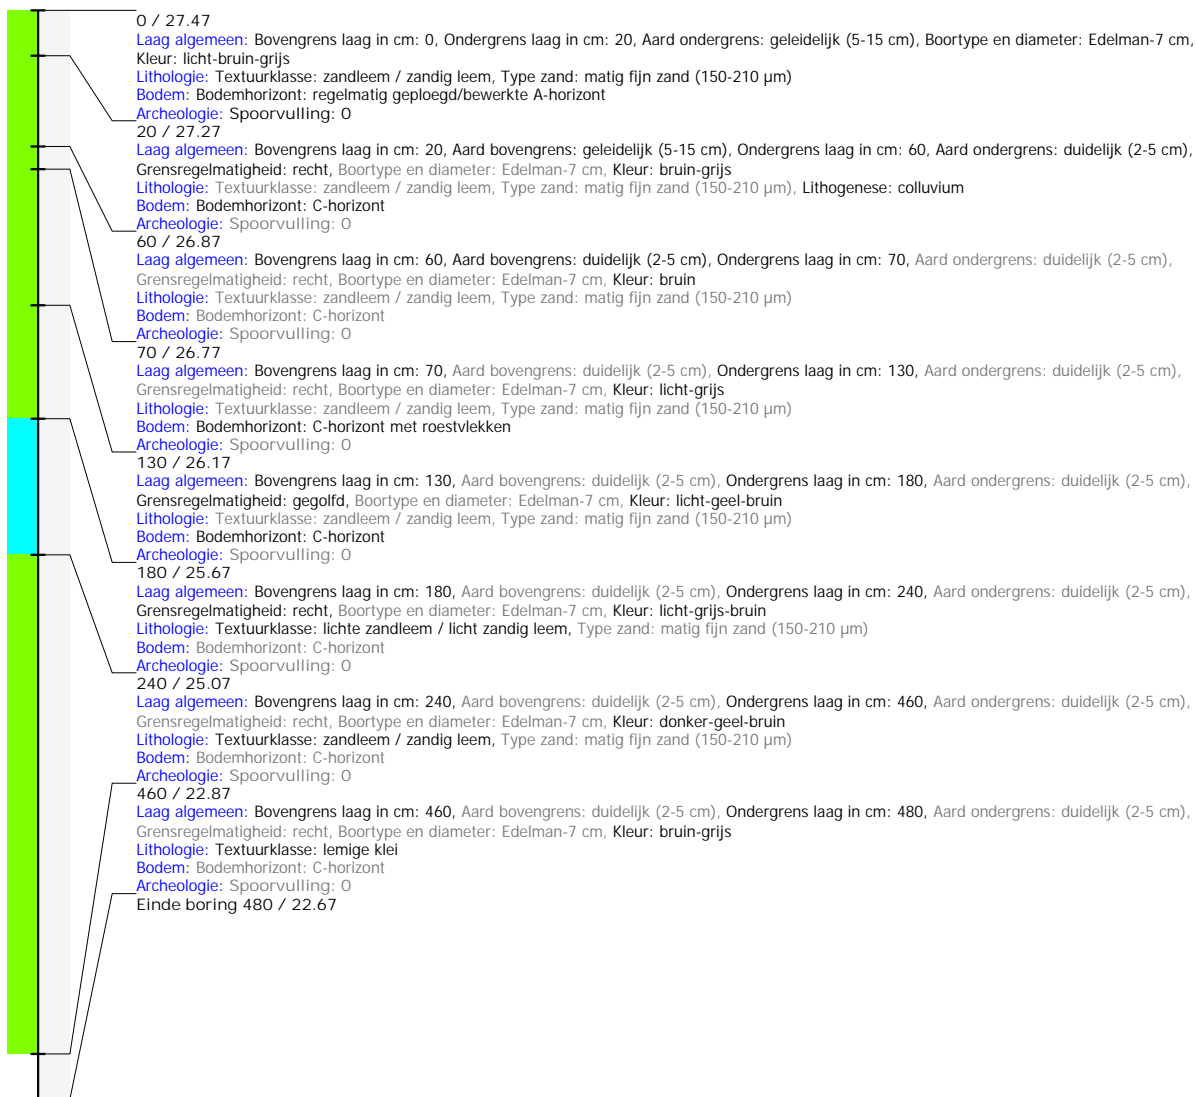 0 / 27.47
Laag algemeen: Bovengrens laag in cm: 0, Ondergrens laag in cm: 20, Aard ondergrens: geleidelijk (5-15 cm), Boortype en diameter: Edelman-7 cm,
Kleur: licht-bruin-grijs
Lithologie: Textuurklasse: zandleem / zandig leem, Type zand: matig fijn zand (150-210 µm)
Bodem: Bodemhorizont: regelmatig geploegd/bewerkte A-horizont
Archeologie: Spoorvulling: 0
20 / 27.27
Laag algemeen: Bovengrens laag in cm: 20, Aard bovengrens: geleidelijk (5-15 cm), Ondergrens laag in cm: 60, Aard ondergrens: duidelijk (2-5 cm),
Grensregelmatigheid: recht, Boortype en diameter: Edelman-7 cm, Kleur: bruin-grijs
Lithologie: Textuurklasse: zandleem / zandig leem, Type zand: matig fijn zand (150-210 µm), Lithogenese: colluvium
Bodem: Bodemhorizont: C-horizont
Archeologie: Spoorvulling: 0
60 / 26.87
Laag algemeen: Bovengrens laag in cm: 60, Aard bovengrens: duidelijk (2-5 cm), Ondergrens laag in cm: 70, Aard ondergrens: duidelijk (2-5 cm),
Grensregelmatigheid: recht, Boortype en diameter: Edelman-7 cm, Kleur: bruin
Lithologie: Textuurklasse: zandleem / zandig leem, Type zand: matig fijn zand (150-210 µm)
Bodem: Bodemhorizont: C-horizont
Archeologie: Spoorvulling: 0
70 / 26.77
Laag algemeen: Bovengrens laag in cm: 70, Aard bovengrens: duidelijk (2-5 cm), Ondergrens laag in cm: 130, Aard ondergrens: duidelijk (2-5 cm),
Grensregelmatigheid: recht, Boortype en diameter: Edelman-7 cm, Kleur: licht-grijs
Lithologie: Textuurklasse: zandleem / zandig leem, Type zand: matig fijn zand (150-210 µm)
Bodem: Bodemhorizont: C-horizont met roestvlekken
Archeologie: Spoorvulling: 0
130 / 26.17
Laag algemeen: Bovengrens laag in cm: 130, Aard bovengrens: duidelijk (2-5 cm), Ondergrens laag in cm: 180, Aard ondergrens: duidelijk (2-5 cm),
Grensregelmatigheid: gegolfd, Boortype en diameter: Edelman-7 cm, Kleur: licht-geel-bruin
Lithologie: Textuurklasse: zandleem / zandig leem, Type zand: matig fijn zand (150-210 µm)
Bodem: Bodemhorizont: C-horizont
Archeologie: Spoorvulling: 0
180 / 25.67
Laag algemeen: Bovengrens laag in cm: 180, Aard bovengrens: duidelijk (2-5 cm), Ondergrens laag in cm: 240, Aard ondergrens: duidelijk (2-5 cm),
Grensregelmatigheid: recht, Boortype en diameter: Edelman-7 cm, Kleur: licht-grijs-bruin
Lithologie: Textuurklasse: lichte zandleem / licht zandig leem, Type zand: matig fijn zand (150-210 µm)
Bodem: Bodemhorizont: C-horizont
Archeologie: Spoorvulling: 0
240 / 25.07
Laag algemeen: Bovengrens laag in cm: 240, Aard bovengrens: duidelijk (2-5 cm), Ondergrens laag in cm: 460, Aard ondergrens: duidelijk (2-5 cm),
Grensregelmatigheid: recht, Boortype en diameter: Edelman-7 cm, Kleur: donker-geel-bruin
Lithologie: Textuurklasse: zandleem / zandig leem, Type zand: matig fijn zand (150-210 µm)
Bodem: Bodemhorizont: C-horizont
Archeologie: Spoorvulling: 0
460 / 22.87
Laag algemeen: Bovengrens laag in cm: 460, Aard bovengrens: duidelijk (2-5 cm), Ondergrens laag in cm: 480, Aard ondergrens: duidelijk (2-5 cm),
Grensregelmatigheid: recht, Boortype en diameter: Edelman-7 cm, Kleur: bruin-grijs
Lithologie: Textuurklasse: lemige klei
Bodem: Bodemhorizont: C-horizont
Archeologie: Spoorvulling: 0
Einde boring 480 / 22.67